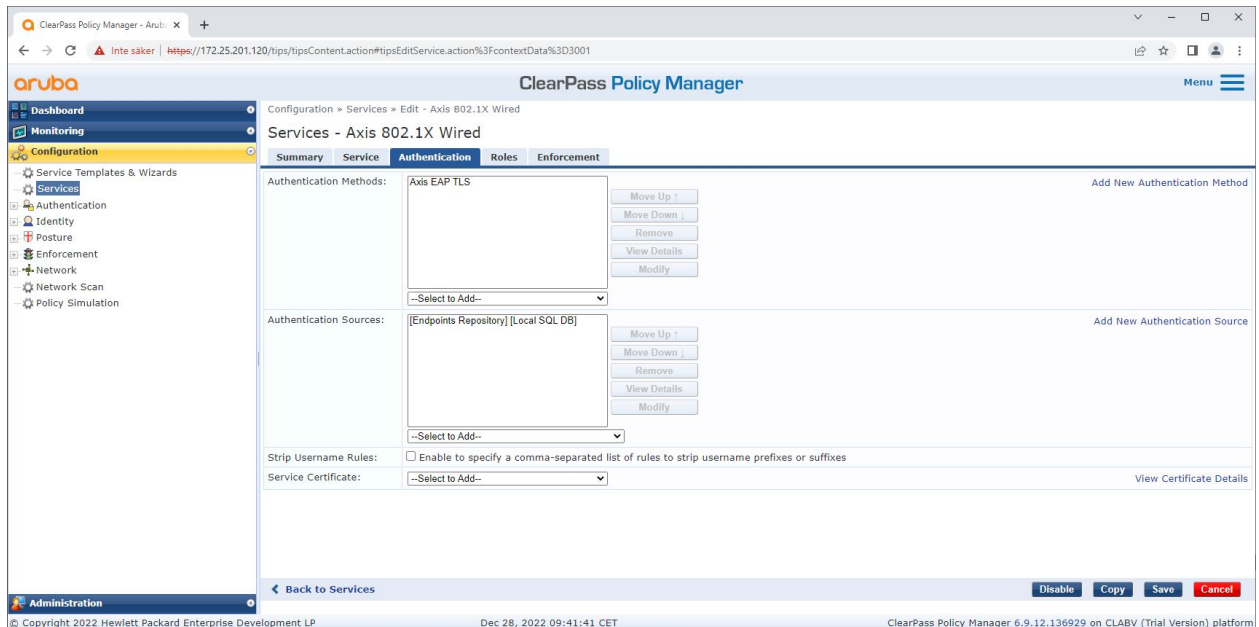 ClearPass Policy Manager - Arub
Inte säker | https://172.25.201.120/tips/tipsContent.action#tipsEditService.action%3FcontextData%3D3001
aruba
ClearPass Policy Manager
Menu
Dashboard
Monitoring
Configuration
Service Templates & Wizards
Services
Authentication
Identity
Posture
Enforcement
Network
Network Scan
Policy Simulation
Administration
Configuration » Services » Edit - Axis 802.1X Wired
Services - Axis 802.1X Wired
Summary Service Authentication Roles Enforcement
Authentication Methods:
Axis EAP TLS
Move Up ↑
Move Down ↓
Remove
View Details
Modify
Add New Authentication Method
--Select to Add--
Authentication Sources:
[Endpoints Repository] [Local SQL DB]
Move Up ↑
Move Down ↓
Remove
View Details
Modify
Add New Authentication Source
--Select to Add--
Strip Username Rules: Enable to specify a comma-separated list of rules to strip username prefixes or suffixes
Service Certificate: --Select to Add-- View Certificate Details
Back to Services Disable Copy Save Cancel
© Copyright 2022 Hewlett Packard Enterprise Development LP Dec 28, 2022 09:41:41 CET ClearPass Policy Manager 6.9.12.136929 on CLABV (Trial Version) platform